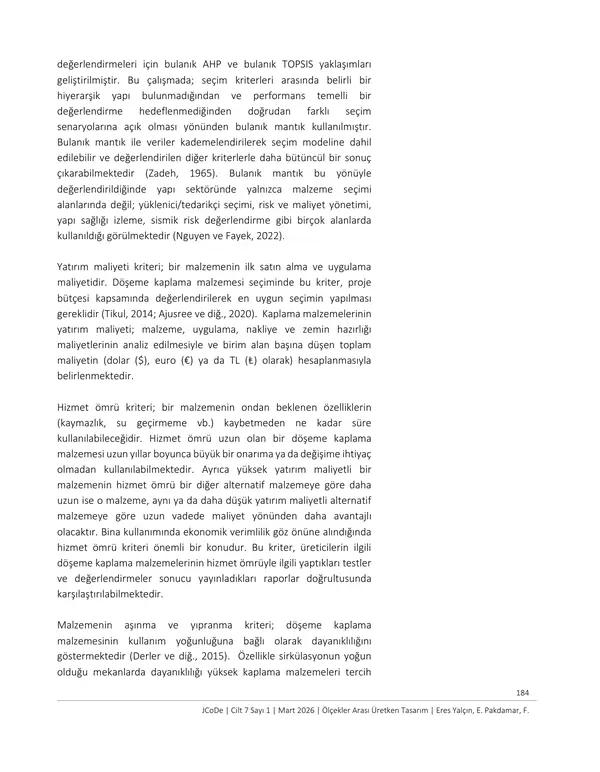 değerlendirmeleri için bulanık AHP ve bulanık TOPSIS yaklaşımları
geliştirilmiştir. Bu çalışmada; seçim kriterleri arasında belirli bir
hiyerarşik yapı bulunmadığından ve performans temelli bir
değerlendirme hedeflenmediğinden doğrudan farklı seçim
senaryolarına açık olması yönünden bulanık mantık kullanılmıştır.
Bulanık mantık ile veriler kademelendirilerek seçim modeline dahil
edilebilir ve değerlendirilen diğer kriterlerle daha bütüncül bir sonuç
çıkarabilmektedir (Zadeh, 1965). Bulanık mantık bu yönüyle
değerlendirildiğinde yapı sektöründe yalnızca malzeme seçimi
alanlarında değil; yüklenici/tedarikçi seçimi, risk ve maliyet yönetimi,
yapı sağlığı izleme, sismik risk değerlendirme gibi birçok alanlarda
kullanıldığı görülmektedir (Nguyen ve Fayek, 2022).
Yatırım maliyeti kriteri; bir malzemenin ilk satın alma ve uygulama
maliyetidir. Döşeme kaplama malzemesi seçiminde bu kriter, proje
bütçesi kapsamında değerlendirilerek en uygun seçimin yapılması
gereklidir (Tikul, 2014; Ajusree ve diğ., 2020). Kaplama malzemelerinin
yatırım maliyeti; malzeme, uygulama, nakliye ve zemin hazırlığı
maliyetlerinin analiz edilmesiyle ve birim alan başına düşen toplam
maliyetin (dolar ($), euro (€) ya da TL (₺) olarak) hesaplanmasıyla
belirlenmektedir.
Hizmet ömrü kriteri; bir malzemenin ondan beklenen özelliklerin
(kaymazlık, su geçirmeme vb.) kaybetmeden ne kadar süre
kullanılabileceğidir. Hizmet ömrü uzun olan bir döşeme kaplama
malzemesi uzun yıllar boyunca büyük bir onarıma ya da değişime ihtiyaç
olmadan kullanılabilmektedir. Ayrıca yüksek yatırım maliyetli bir
malzemenin hizmet ömrü bir diğer alternatif malzemeye göre daha
uzun ise o malzeme, aynı ya da daha düşük yatırım maliyetli alternatif
malzemeye göre uzun vadede maliyet yönünden daha avantajlı
olacaktır. Bina kullanımında ekonomik verimlilik göz önüne alındığında
hizmet ömrü kriteri önemli bir konudur. Bu kriter, üreticilerin ilgili
döşeme kaplama malzemelerinin hizmet ömrüyle ilgili yaptıkları testler
ve değerlendirmeler sonucu yayınladıkları raporlar doğrultusunda
karşılaştırılabilmektedir.
Malzemenin aşınma ve yıpranma kriteri; döşeme kaplama
malzemesinin kullanım yoğunluğuna bağlı olarak dayanıklılığını
göstermektedir (Derler ve diğ., 2015). Özellikle sirkülasyonun yoğun
olduğu mekanlarda dayanıklılığı yüksek kaplama malzemeleri tercih
184
JCoDe | Cilt 7 Sayı 1 | Mart 2026 | Ölçekler Arası Üretken Tasarım | Eres Yalçın, E. Pakdamar, F.